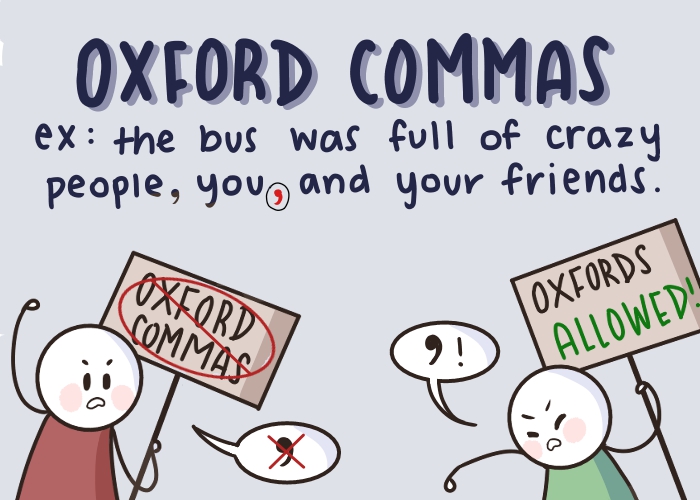 OXFORD COMMAS
ex: the bus was full of crazy
people, you, and your friends.
OXFORD
COMMAS
OXFORDS
ALLOWED!
, !
,